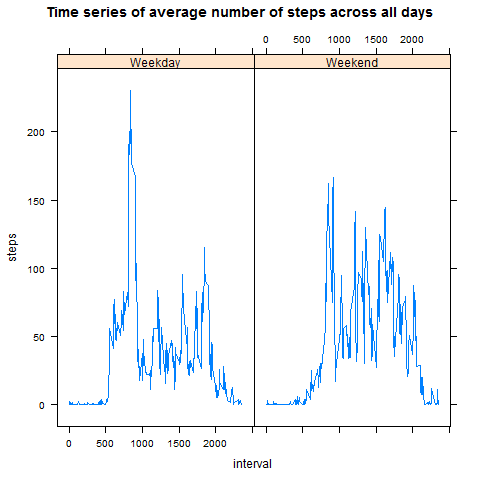 Time series of average number of steps across all days
0 500 1000 1500 2000
Weekday Weekend
200
150
100
50
0
steps
0 500 1000 1500 2000
interval